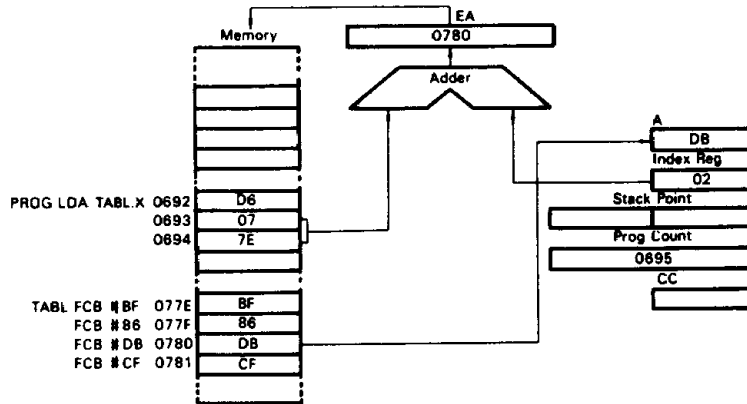 EA
Memory
0780
Adder
A
DB
Index Reg
02
Stack Point
PROG LDA TABL.X 0692 D6
0693 07
0694 7E
Prog Count
0695
CC
TABL FCB #BF 077E BF
FCB #86 077F 86
FCB #DB 0780 DB
FCB #CF 0781 CF